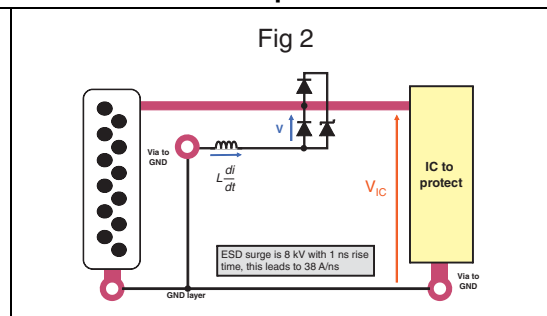 Fig 2
V
Via to
GND
L di/dt
IC to
protect
V_IC
ESD surge is 8 kV with 1 ns rise
time, this leads to 38 A/ns
Via to
GND
GND layer